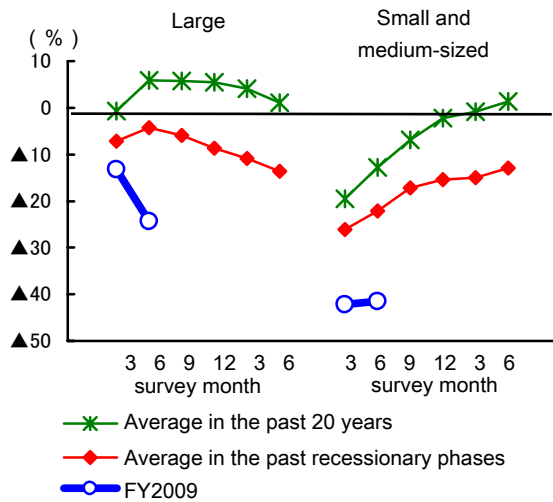 Large
Small and
medium-sized
( % )
10
0
▲10
▲20
▲30
▲40
▲50
3 6 9 12 3 6
3 6 9 12 3 6
survey month
survey month
Average in the past 20 years
Average in the past recessionary phases
FY2009